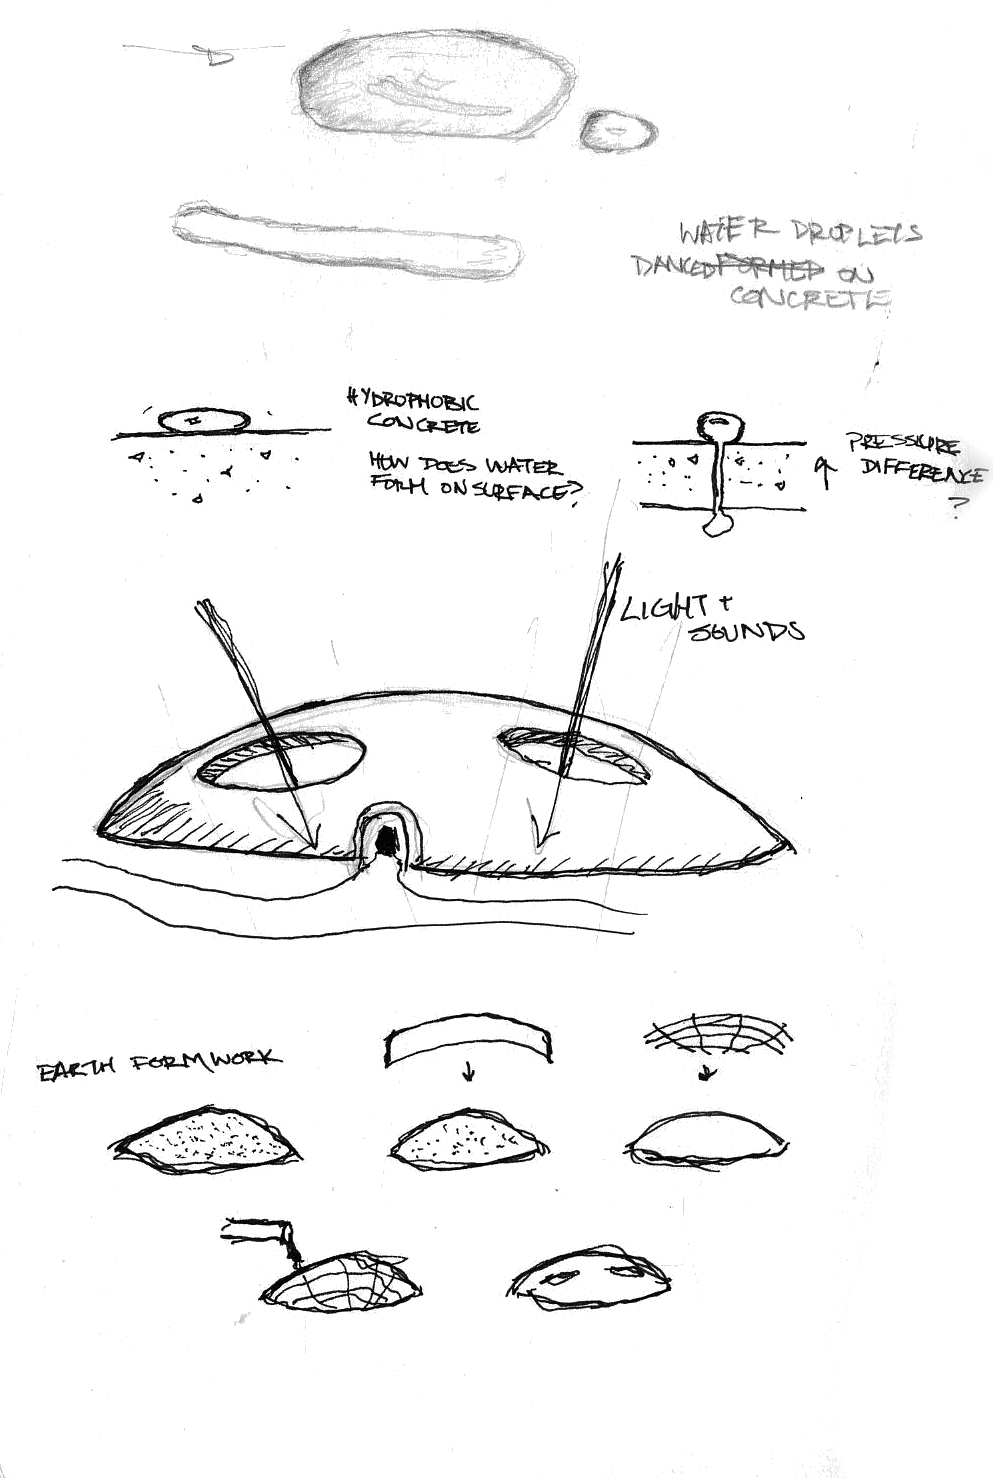 WATER DROPLETS
DANCED FORMED ON
CONCRETE
HYDROPHOBIC
CONCRETE
HOW DOES WATER
FORM ON SURFACE?
PRESSURE
DIFFERENCE
?
LIGHT +
SOUNDS
EARTH FORMWORK